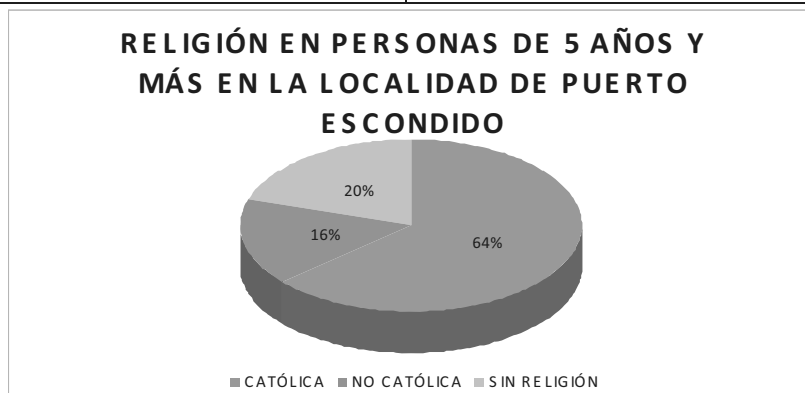 RELIGIÓN EN PERSONAS DE 5 AÑOS Y
MÁS EN LA LOCALIDAD DE PUERTO
ESCONDIDO
20%
16%
64%
CATÓLICA NO CATÓLICA SIN RELIGIÓN